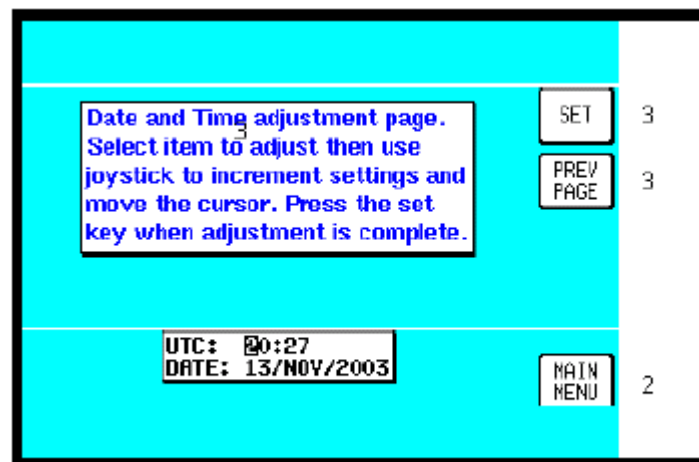 Date and Time adjustment page.
3
Select item to adjust then use
joystick to increment settings and
move the cursor. Press the set
key when adjustment is complete.
SET 3
PREV
PAGE 3
UTC: 20:27
DATE: 13/NOV/2003
MAIN
MENU 2